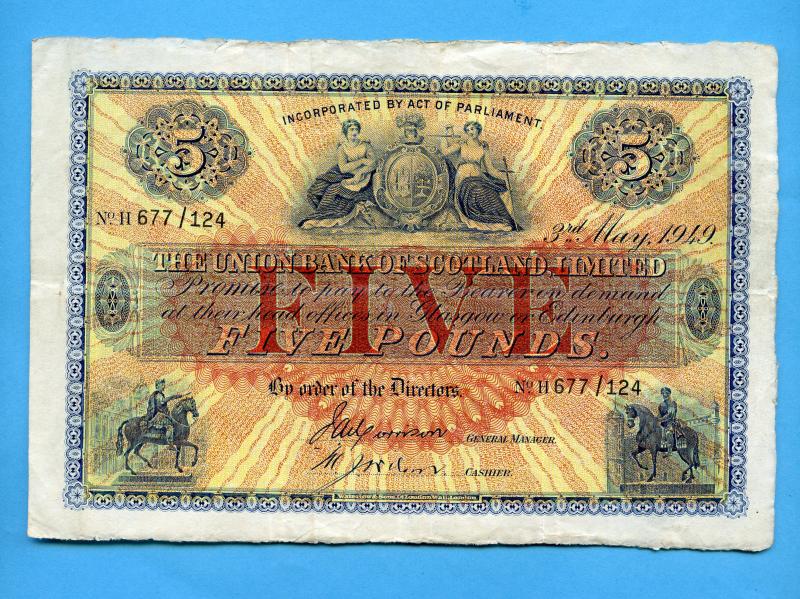 INCORPORATED BY ACT OF PARLIAMENT.
5 5
No. H 677/124
3rd. May, 1949.
THE UNION BANK OF SCOTLAND, LIMITED
Promise to pay to the Bearer on demand
at their head offices in Glasgow or Edinburgh
FIVE
FIVE POUNDS.
By order of the Directors.
No. H 677/124
GENERAL MANAGER.
CASHIER.